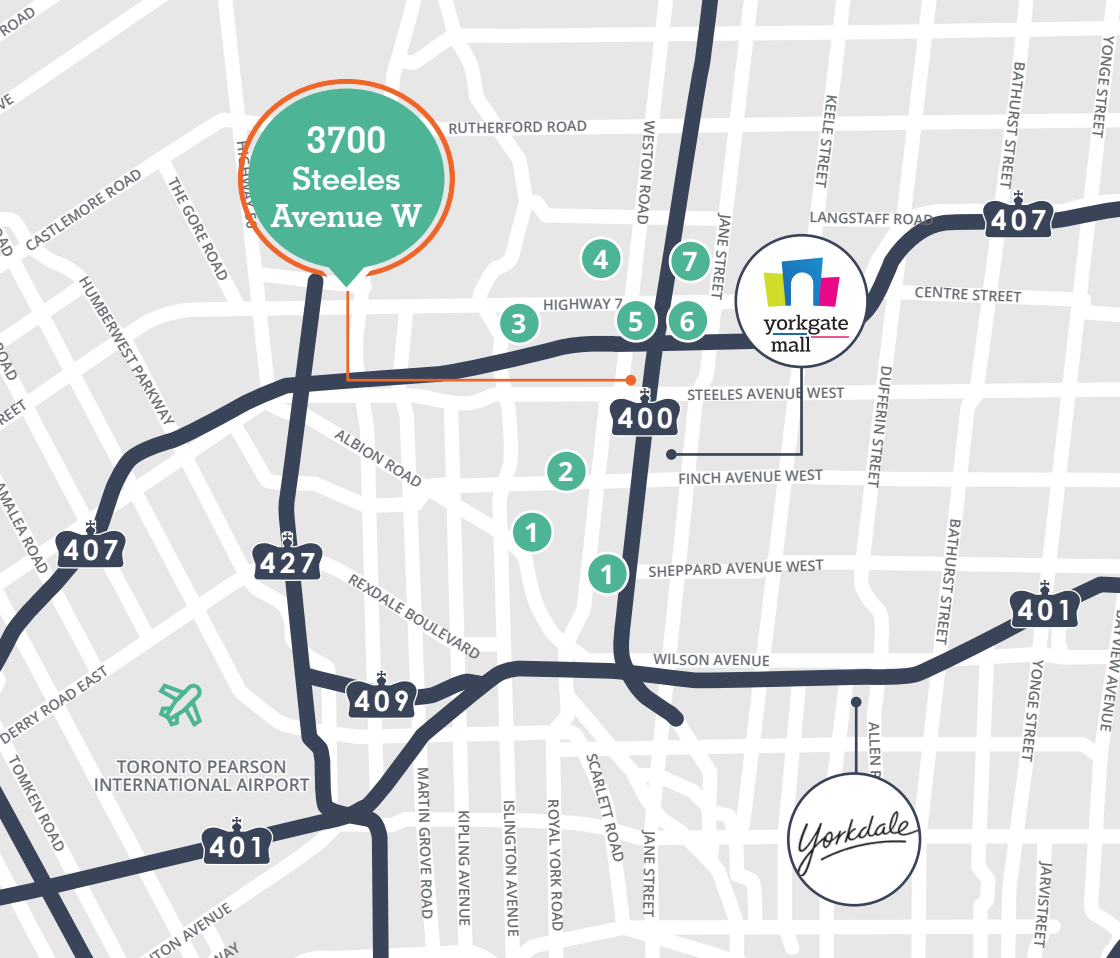 ROAD
YONGE STREET
BATHURST STREET
KEELE STREET
RUTHERFORD ROAD
WESTON ROAD
3700
Steeles
Avenue W
CASTLEMORE ROAD
THE GORE ROAD
LANGSTAFF ROAD
407
JANE STREET
4
7
yorkgate
mall
HUMBERWEST PARKWAY
HIGHWAY 7
3
5
6
CENTRE STREET
STEELES AVENUE WEST
400
DUFFERIN STREET
ALBION ROAD
2
FINCH AVENUE WEST
1
407
427
1
SHEPPARD AVENUE WEST
BATHURST STREET
401
REXDALE BOULEVARD
WILSON AVENUE
409
DERRY ROAD EAST
YONGE STREET
BAYVIEW AVENUE
TORONTO PEARSON
INTERNATIONAL AIRPORT
TOMKEN ROAD
ALLEN
401
MARTIN GROVE ROAD
KIPLING AVENUE
ISLINGTON AVENUE
ROYAL YORK ROAD
SCARLETT ROAD
JANE STREET
Yorkdale
JARVISTREET
AVENUE